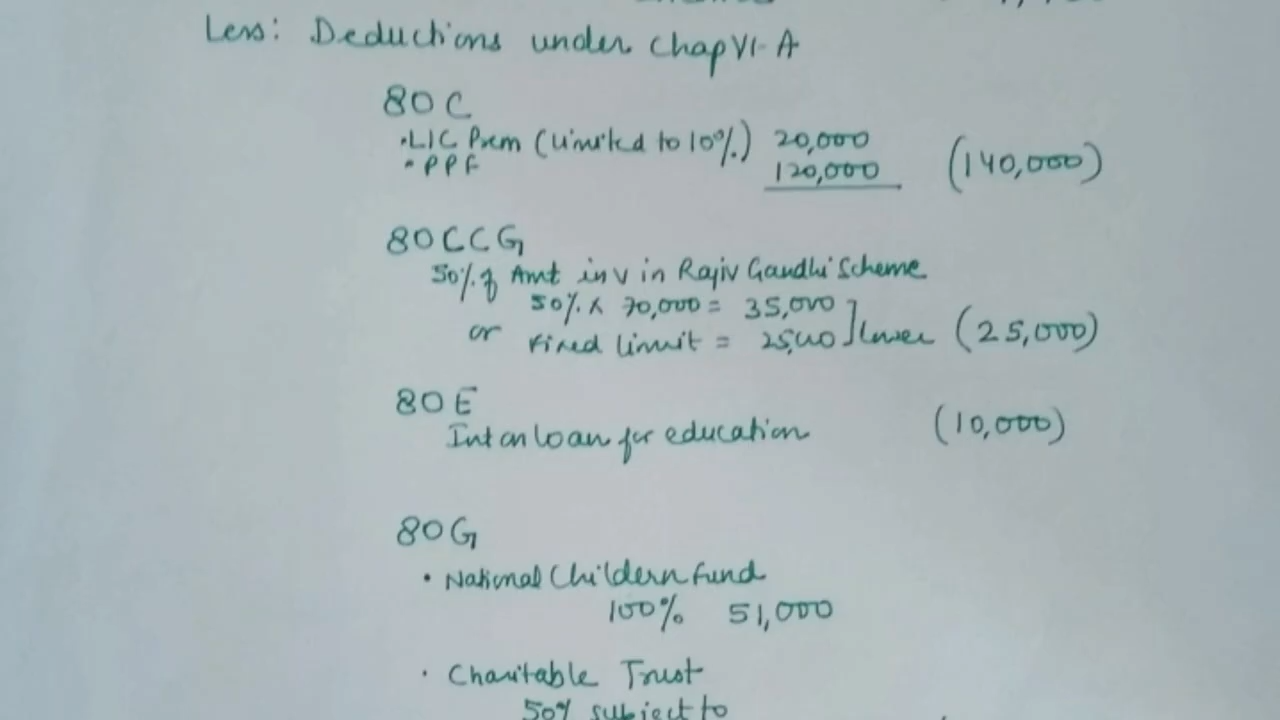 Less: Deductions under Chap VI-A
80C
•LIC Prem (limited to 10%) 20,000
•PPF 120,000 (140,000)
80CCG
50% of Amt inv in Rajiv Gandhi Scheme
50% x 70,000 = 35,000
or Fixed limit = 25,000 ] lower (25,000)
80E
Int on loan for education (10,000)
80G
• National Childern Fund
100% 51,000
• Charitable Trust
50% subject to